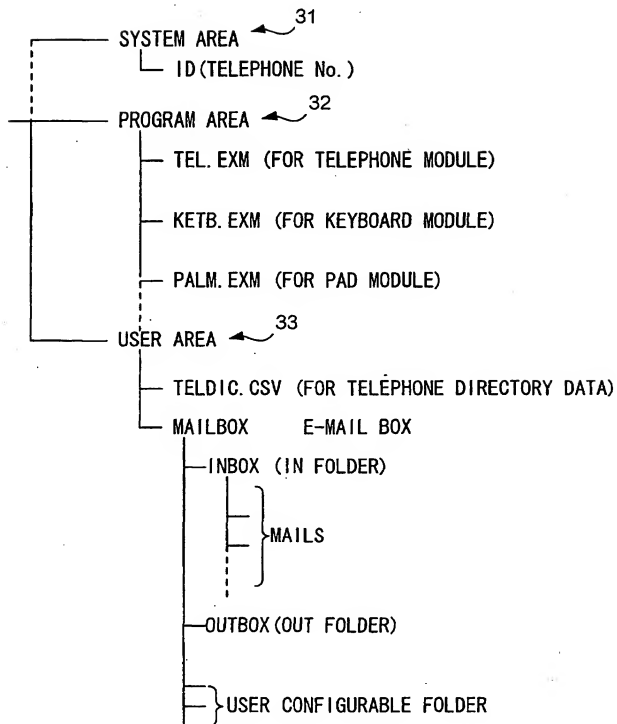 31
SYSTEM AREA
ID(TELEPHONE No.)
32
PROGRAM AREA
TEL.EXM (FOR TELEPHONE MODULE)
KETB.EXM (FOR KEYBOARD MODULE)
PALM.EXM (FOR PAD MODULE)
33
USER AREA
TELDIC.CSV (FOR TELEPHONE DIRECTORY DATA)
MAILBOX E-MAIL BOX
INBOX (IN FOLDER)
MAILS
OUTBOX(OUT FOLDER)
USER CONFIGURABLE FOLDER